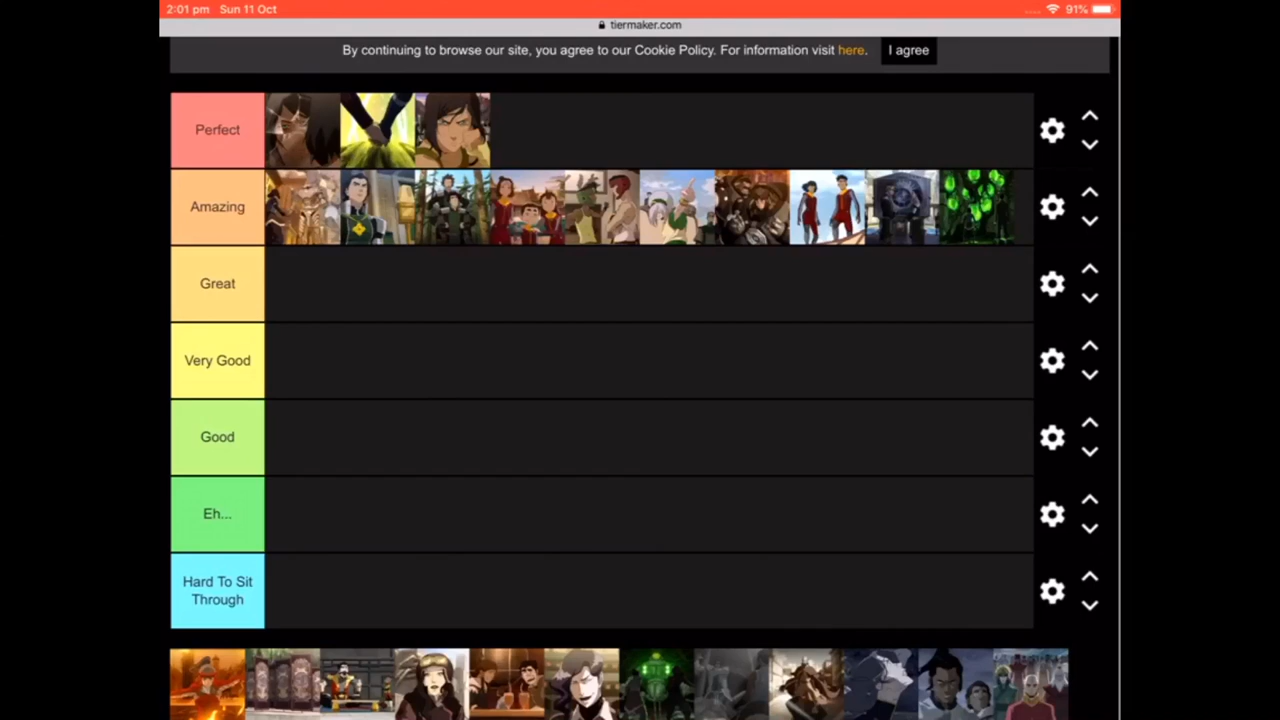 2:01 pm Sun 11 Oct
91%
tiermaker.com
By continuing to browse our site, you agree to our Cookie Policy. For information visit here. I agree
Perfect
Amazing
Great
Very Good
Good
Eh...
Hard To Sit
Through